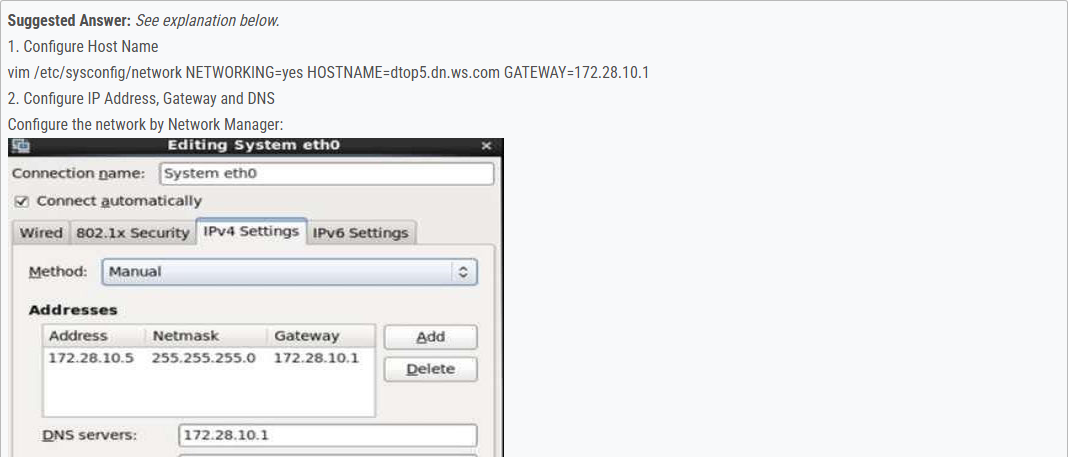 Suggested Answer: See explanation below.
1. Configure Host Name
vim /etc/sysconfig/network NETWORKING=yes HOSTNAME=dtop5.dn.ws.com GATEWAY=172.28.10.1
2. Configure IP Address, Gateway and DNS
Configure the network by Network Manager:
Editing System eth0
Connection name: System eth0
Connect automatically
Wired 802.1x Security IPv4 Settings IPv6 Settings
Method: Manual
Addresses
Address Netmask Gateway Add
172.28.10.5 255.255.255.0 172.28.10.1
Delete
DNS servers: 172.28.10.1